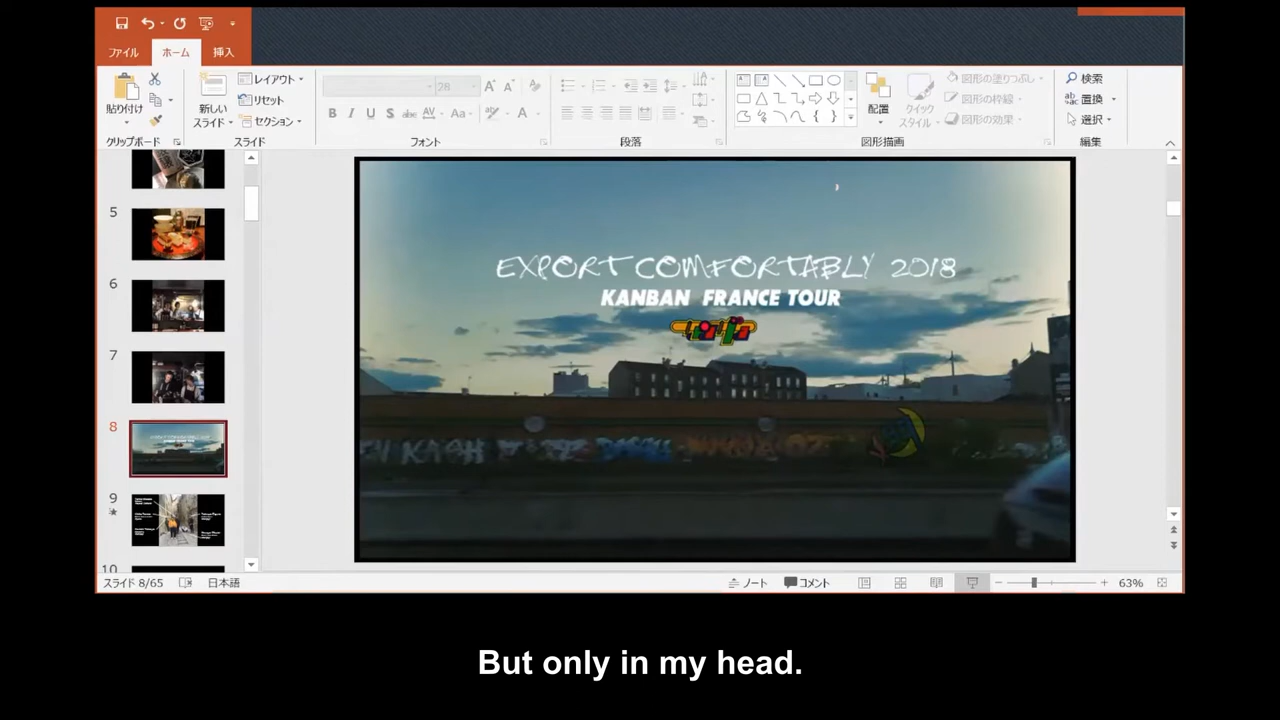 ファイル ホーム 挿入
貼り付け 新しい スライド レイアウト リセット セクション
28
B I U S abc AV Aa A
配置 クイック スタイル 図形の塗りつぶし 図形の枠線 図形の効果
検索 置換 選択
クリップボード スライド フォント 段落 図形描画 編集
5
6
7
8
9
10
EXPORT COMFORTABLY 2018
KANBAN FRANCE TOUR
スライド 8/65 日本語 ノート コメント 63%
But only in my head.